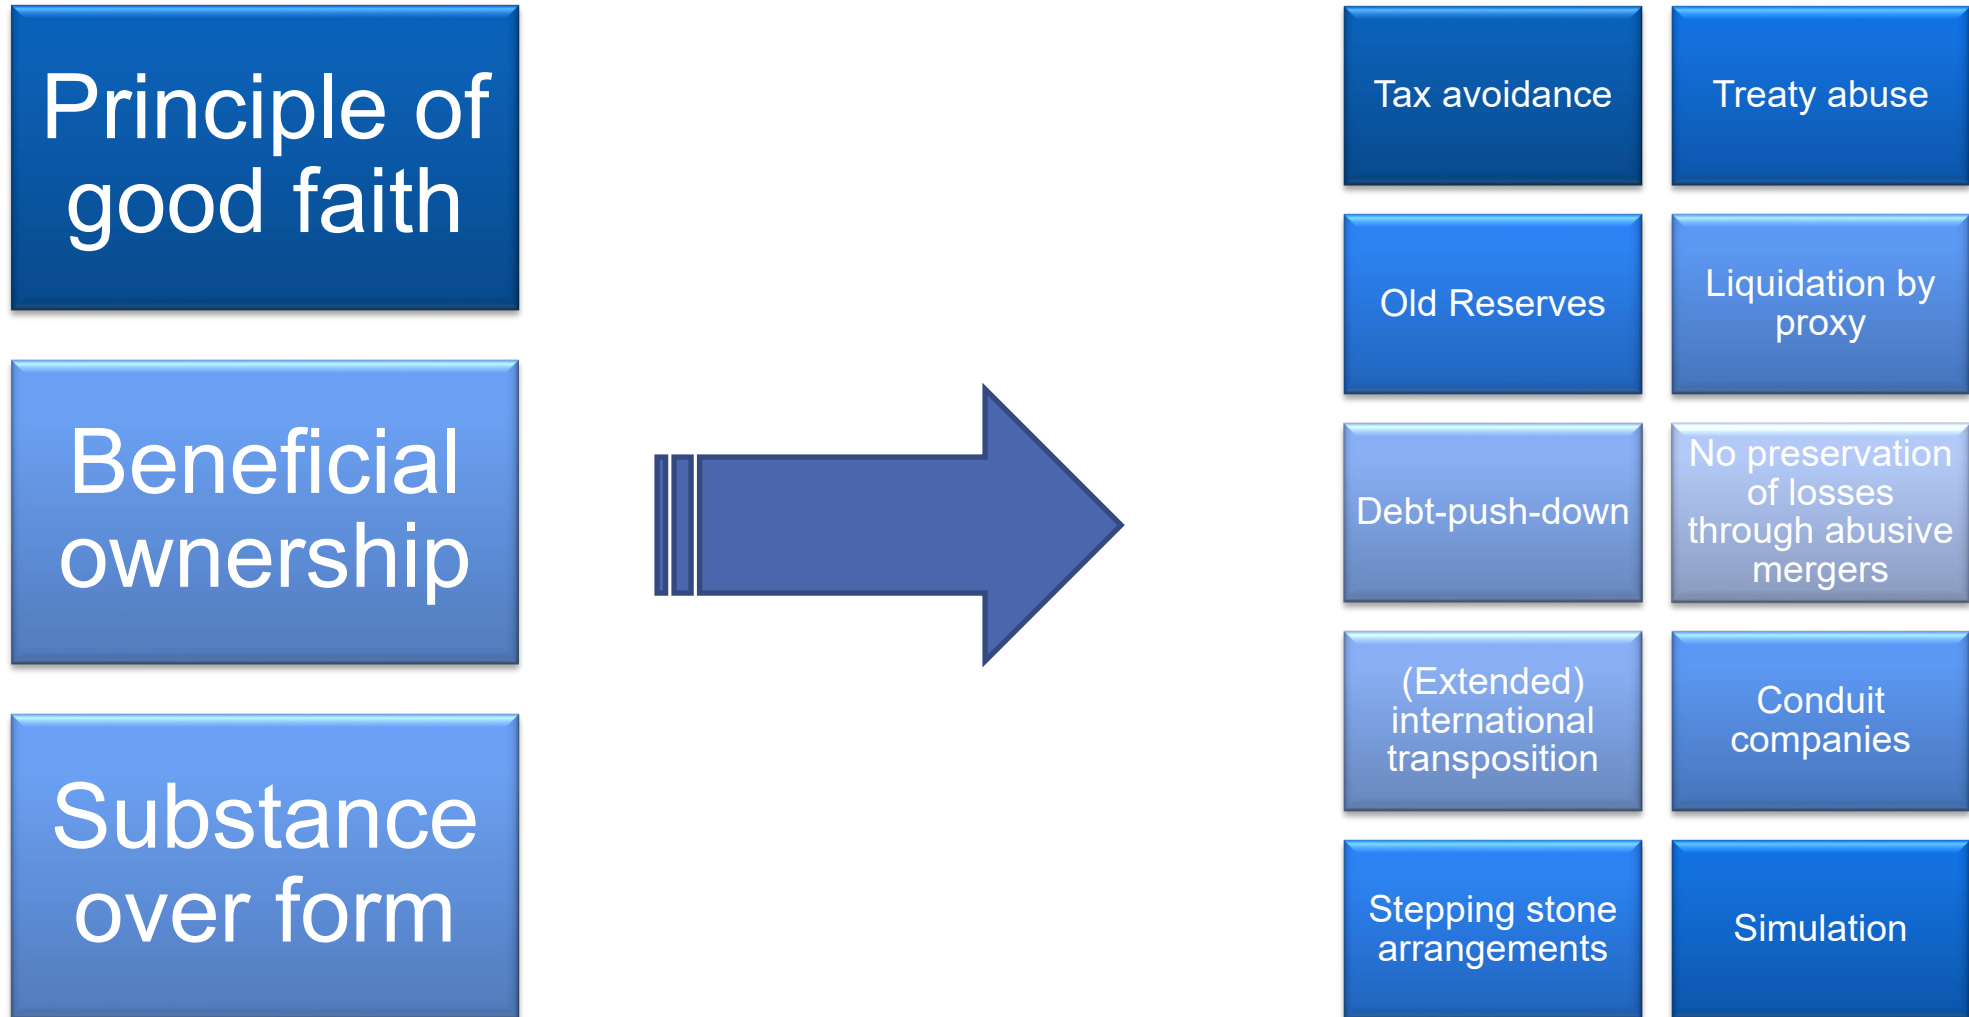 Principle of
good faith
Beneficial
ownership
Substance
over form
Tax avoidance
Treaty abuse
Old Reserves
Liquidation by
proxy
Debt-push-down
No preservation
of losses
through abusive
mergers
(Extended)
international
transposition
Conduit
companies
Stepping stone
arrangements
Simulation